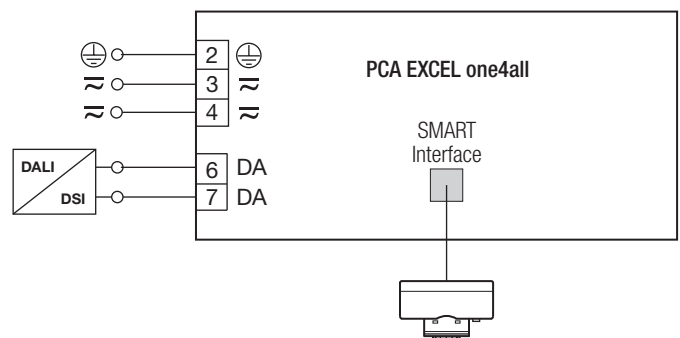 PCA EXCEL one4all
2
3
4
SMART
Interface
DALI
DSI
6 DA
7 DA